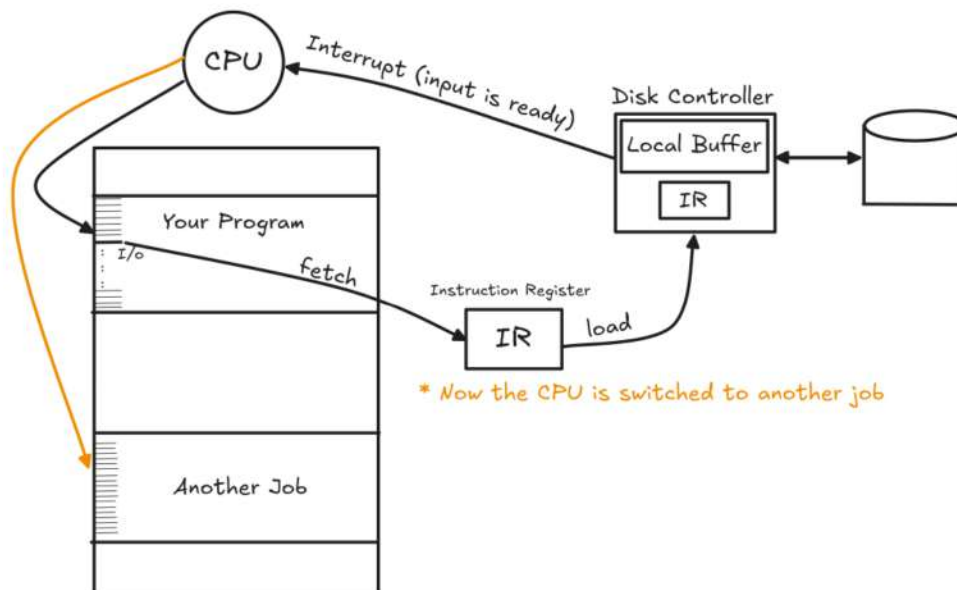 CPU
Interrupt (input is ready)
Disk Controller
Local Buffer
IR
Your Program
I/o
fetch
Instruction Register
IR
load
* Now the CPU is switched to another job
Another Job